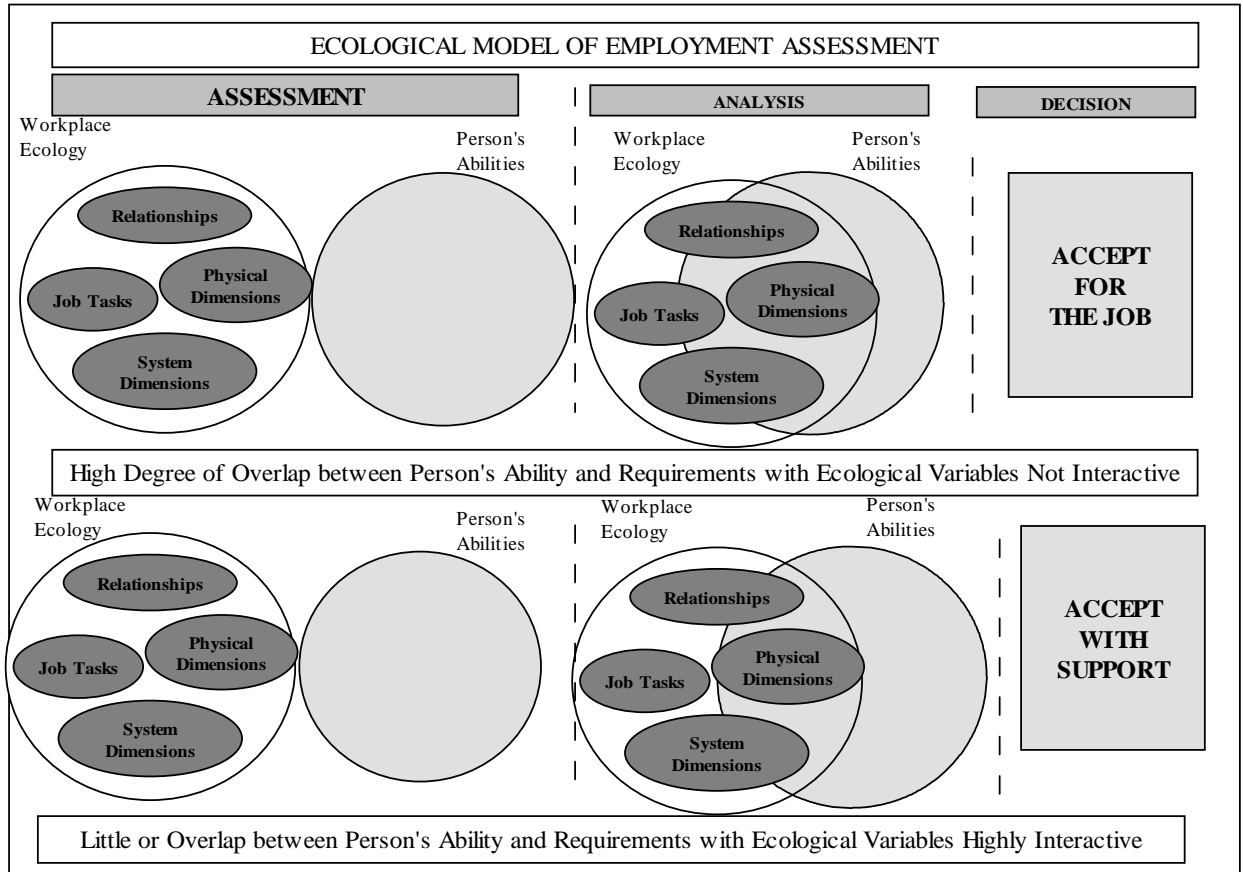 ECOLOGICAL MODEL OF EMPLOYMENT ASSESSMENT
ASSESSMENT
ANALYSIS
DECISION
Workplace
Ecology
Person's
Abilities
Relationships
Physical
Dimensions
Job Tasks
System
Dimensions
Workplace
Ecology
Person's
Abilities
Relationships
Physical
Dimensions
Job Tasks
System
Dimensions
ACCEPT
FOR
THE JOB
High Degree of Overlap between Person's Ability and Requirements with Ecological Variables Not Interactive
Workplace
Ecology
Person's
Abilities
Relationships
Physical
Dimensions
Job Tasks
System
Dimensions
Workplace
Ecology
Person's
Abilities
Relationships
Physical
Dimensions
Job Tasks
System
Dimensions
ACCEPT
WITH
SUPPORT
Little or Overlap between Person's Ability and Requirements with Ecological Variables Highly Interactive